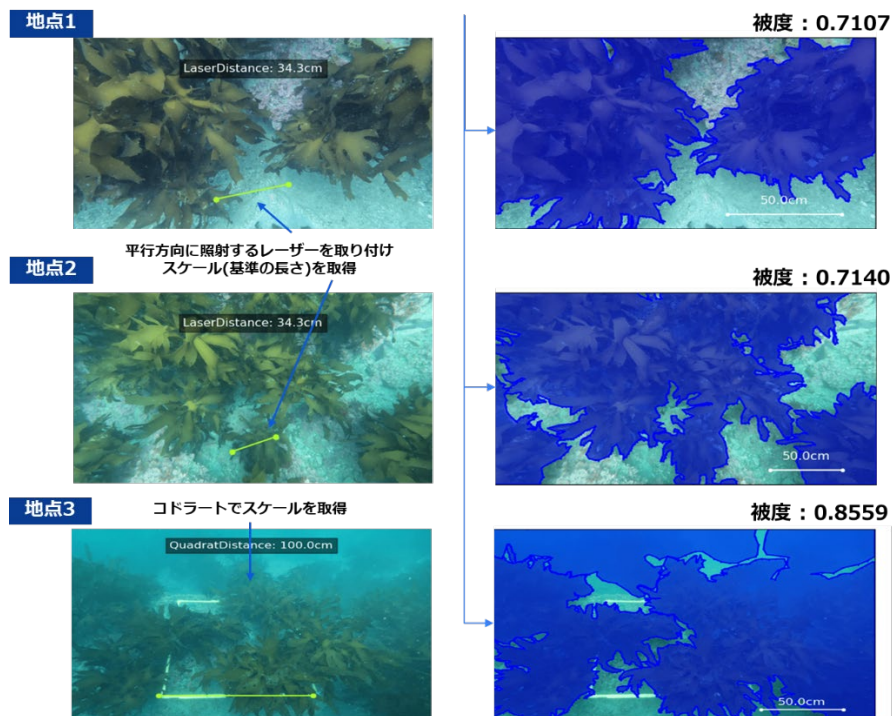 地点1
被度：0.7107
LaserDistance: 34.3cm
50.0cm
平行方向に照射するレーザーを取り付け
スケール(基準の長さ)を取得
地点2
被度：0.7140
LaserDistance: 34.3cm
50.0cm
地点3
コドラートでスケールを取得
被度：0.8559
QuadratDistance: 100.0cm
50.0cm